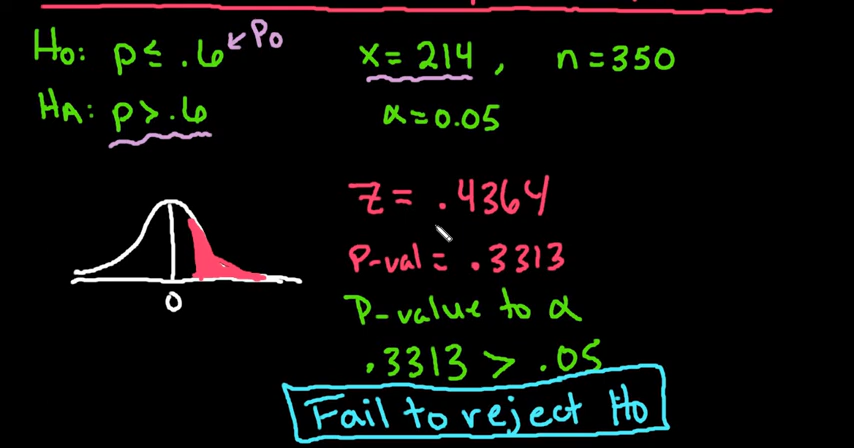 Ho: p ≤ .6 ↙ Po
HA: p > .6
x = 214, n = 350
α = 0.05
0
Z = .4364
P-val = .3313
P-value to α
.3313 > .05
Fail to reject Ho